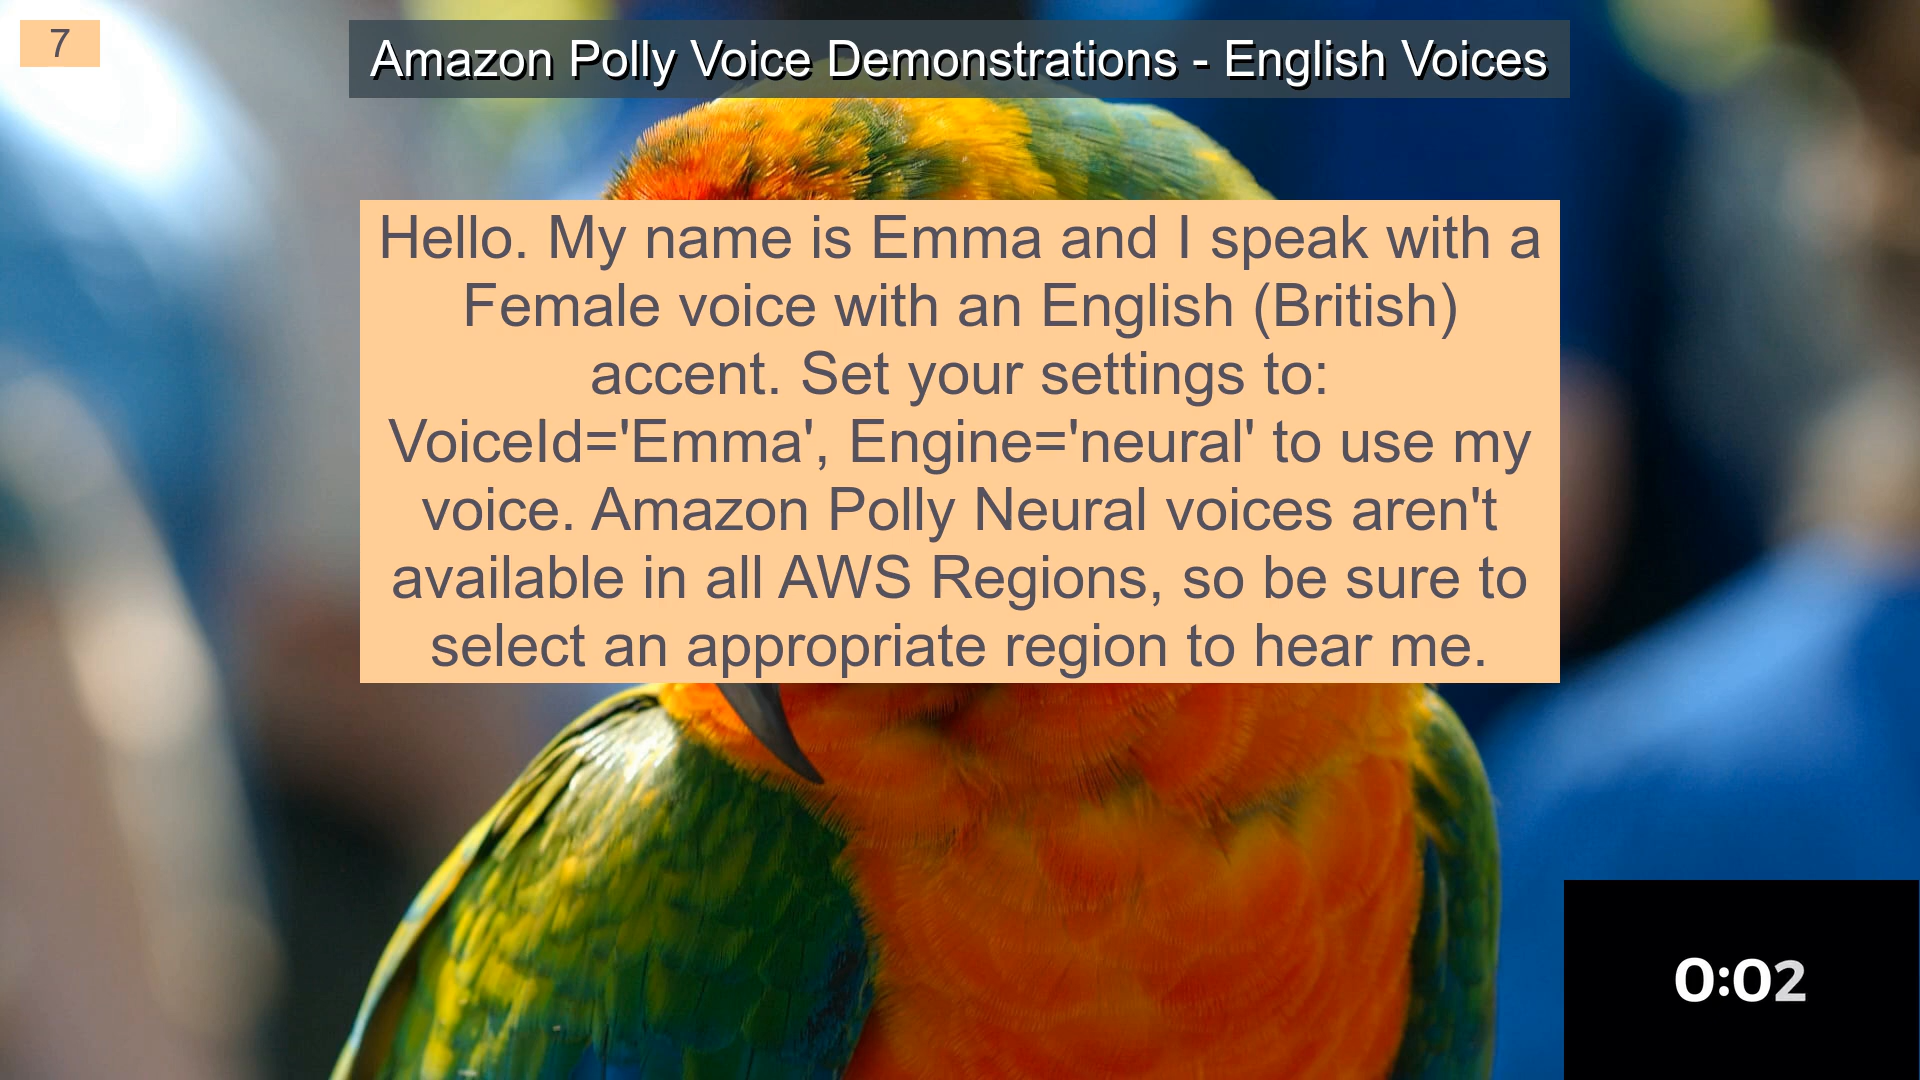 7
Amazon Polly Voice Demonstrations - English Voices
Hello. My name is Emma and I speak with a
Female voice with an English (British)
accent. Set your settings to:
VoiceId='Emma', Engine='neural' to use my
voice. Amazon Polly Neural voices aren't
available in all AWS Regions, so be sure to
select an appropriate region to hear me.
0:02